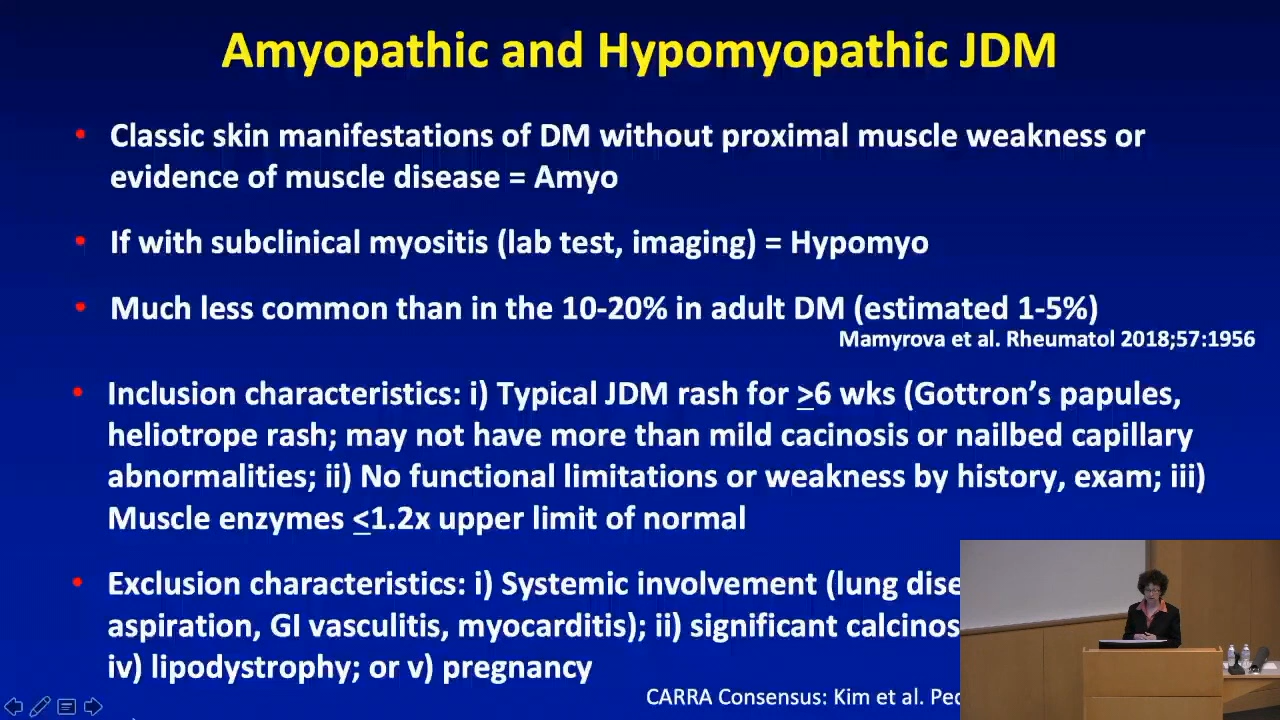 Amyopathic and Hypomyopathic JDM
• Classic skin manifestations of DM without proximal muscle weakness or
evidence of muscle disease = Amyo
• If with subclinical myositis (lab test, imaging) = Hypomyo
• Much less common than in the 10-20% in adult DM (estimated 1-5%)
Mamyrova et al. Rheumatol 2018;57:1956
• Inclusion characteristics: i) Typical JDM rash for ≥6 wks (Gottron’s papules,
heliotrope rash; may not have more than mild cacinosis or nailbed capillary
abnormalities; ii) No functional limitations or weakness by history, exam; iii)
Muscle enzymes ≤1.2x upper limit of normal
• Exclusion characteristics: i) Systemic involvement (lung
aspiration, GI vasculitis, myocarditis); ii) significant
iv) lipodystrophy; or v) pregnancy
CARRA Consensus: Kim et al.